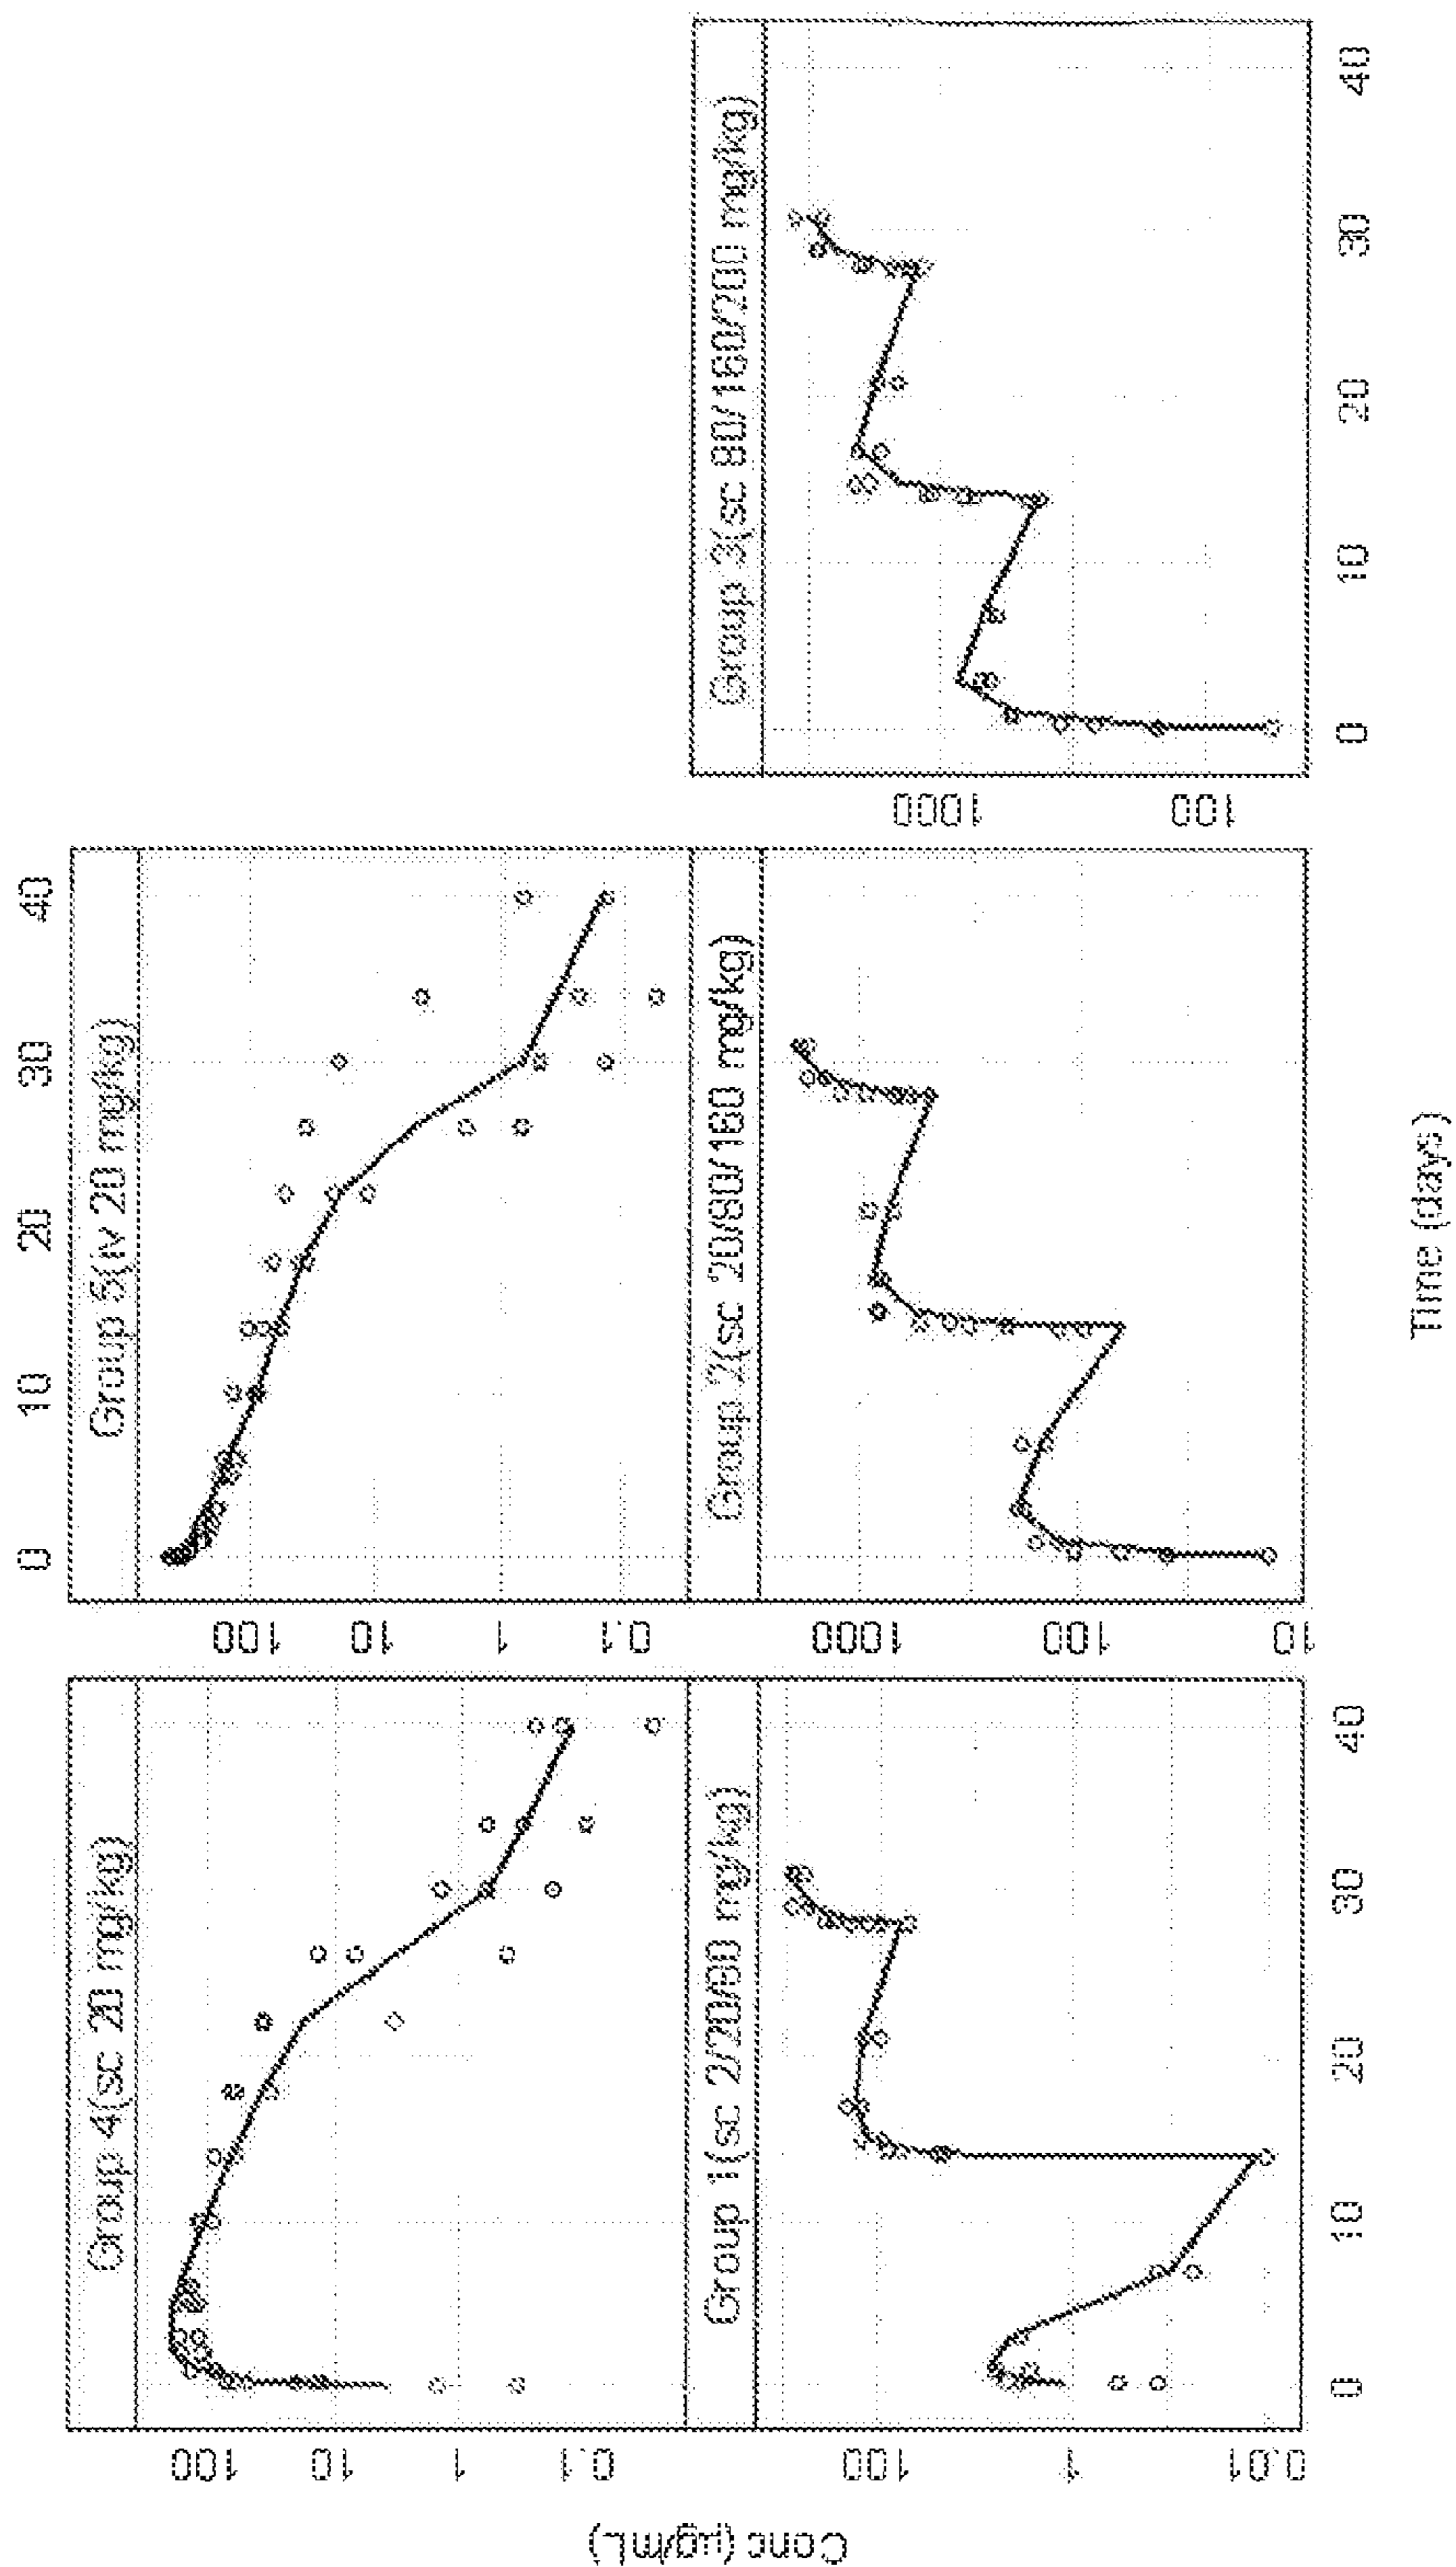 0 10 20 30 40
Group 4(sc 20 mg/kg)
Group 5(iv 20 mg/kg)
100
10
1
0.1
100
10
1
0.1
Group 1(sc 2/20/80 mg/kg)
Group 2(sc 20/80/160 mg/kg)
Group 3(sc 80/160/200 mg/kg)
100
1
0.01
1000
100
10
1000
100
0 10 20 30 40
0 10 20 30 40
Conc (µg/mL)
Time (days)